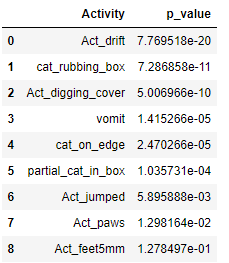 Activity p_value
0 Act_drift 7.769518e-20
1 cat_rubbing_box 7.286858e-11
2 Act_digging_cover 5.006966e-10
3 vomit 1.415266e-05
4 cat_on_edge 2.470266e-05
5 partial_cat_in_box 1.035731e-04
6 Act_jumped 5.895888e-03
7 Act_paws 1.298164e-02
8 Act_feet5mm 1.278497e-01